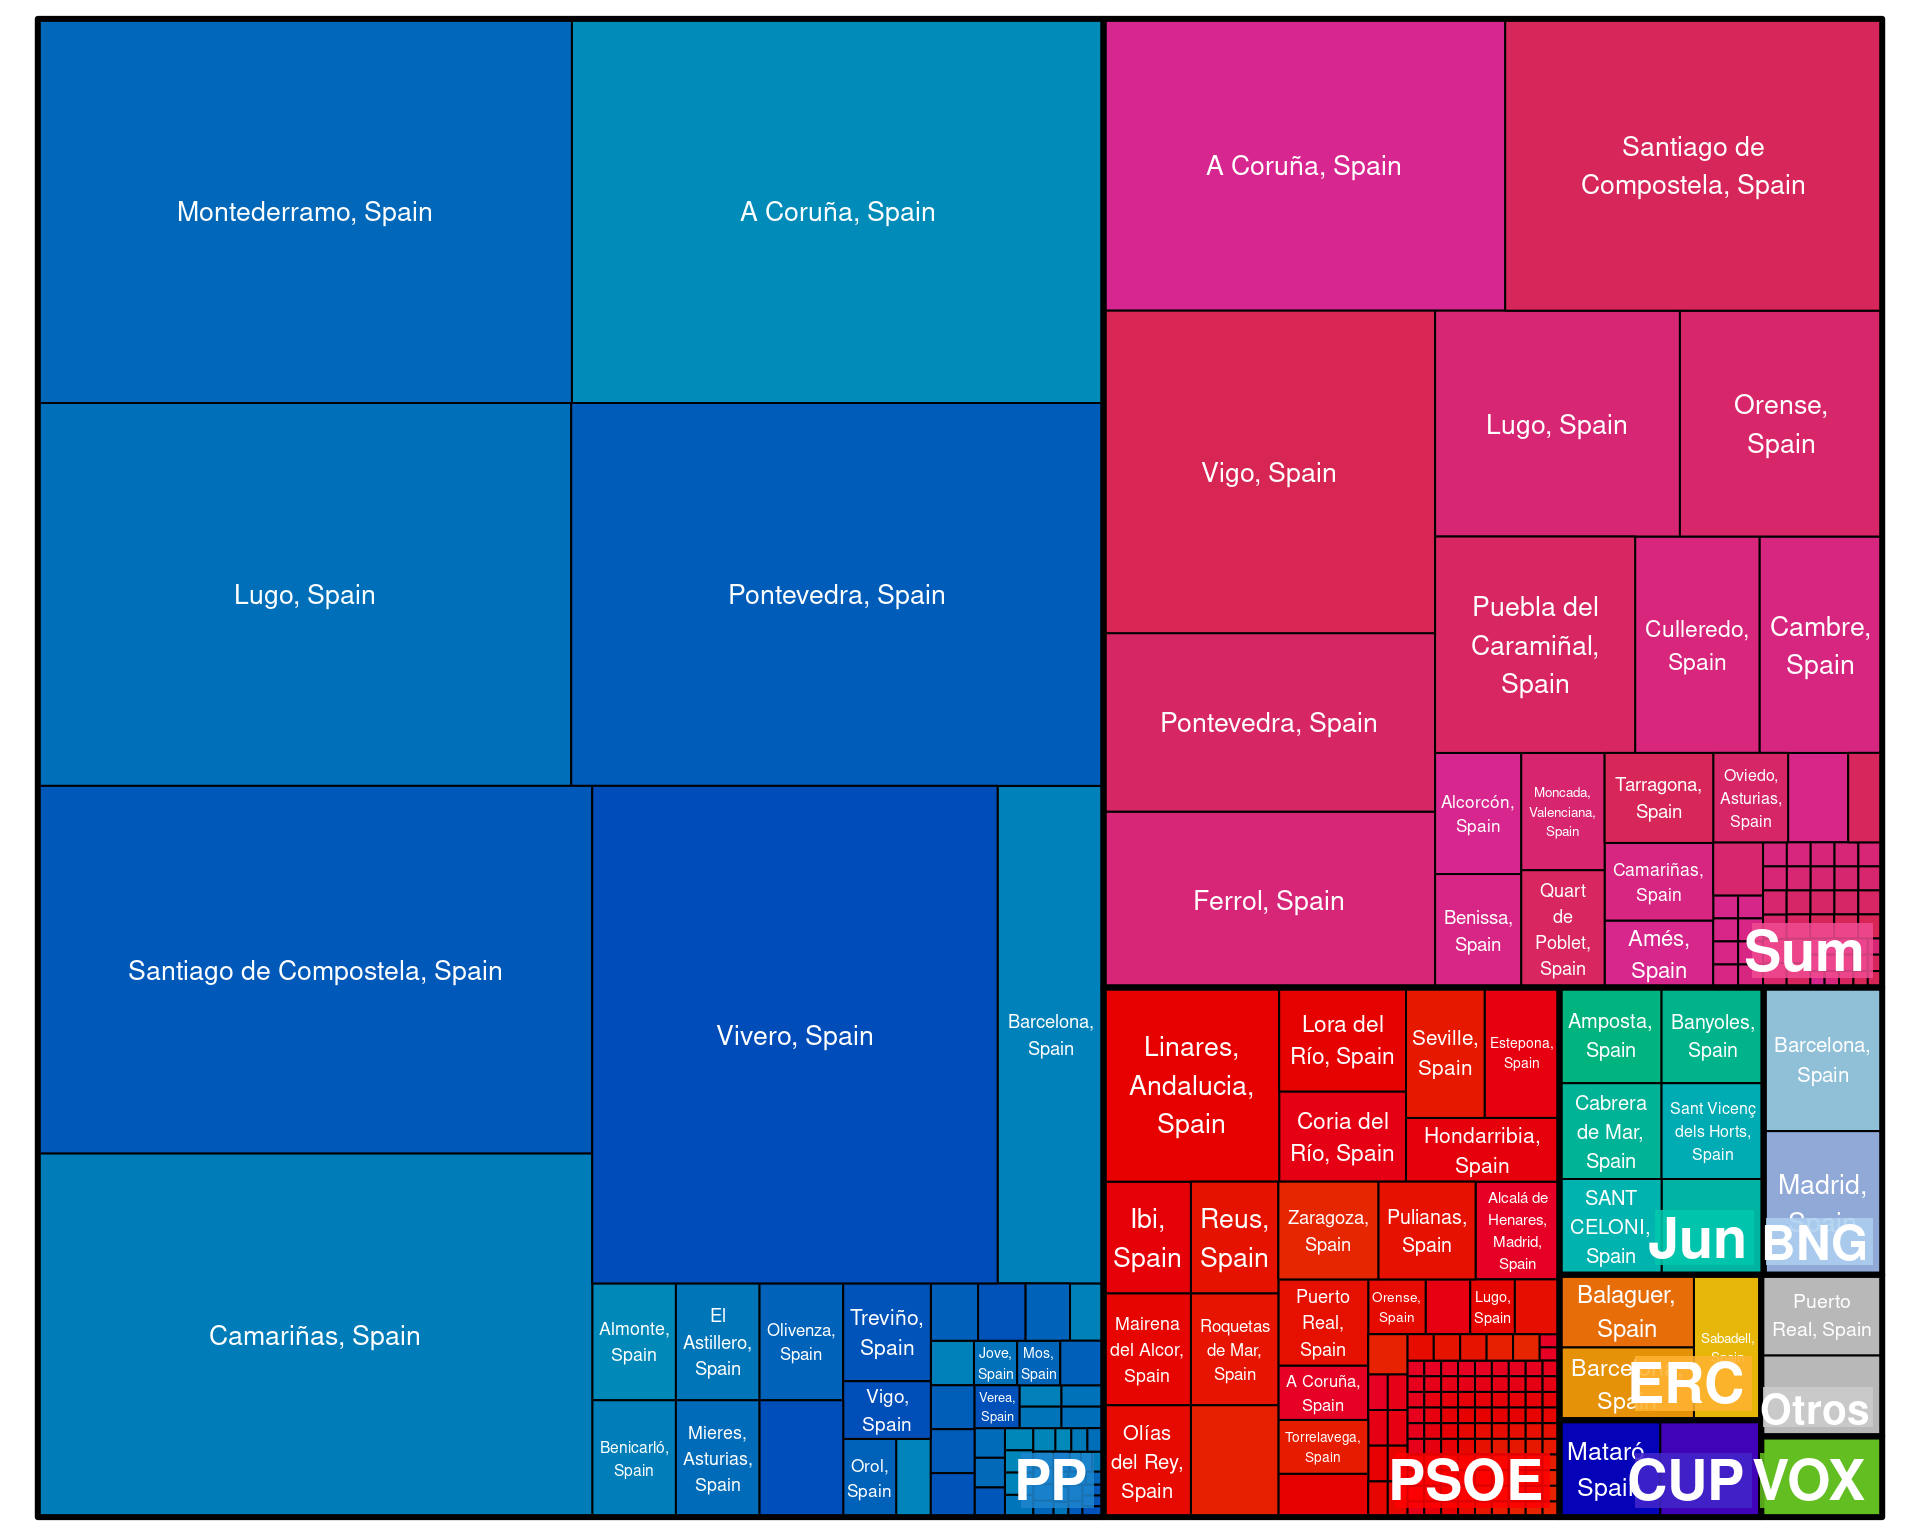 Montederramo, Spain
A Coruña, Spain
Lugo, Spain
Pontevedra, Spain
Santiago de Compostela, Spain
Vivero, Spain
Barcelona,
Spain
Camariñas, Spain
Almonte,
Spain
El
Astillero,
Spain
Olivenza,
Spain
Treviño,
Spain
Benicarló,
Spain
Mieres,
Asturias,
Spain
Vigo,
Spain
Orol,
Spain
Jove,
Spain
Mos,
Spain
Verea,
Spain
PP
A Coruña, Spain
Santiago de
Compostela, Spain
Vigo, Spain
Lugo, Spain
Orense,
Spain
Pontevedra, Spain
Puebla del
Caramiñal,
Spain
Culleredo,
Spain
Cambre,
Spain
Ferrol, Spain
Alcorcón,
Spain
Moncada,
Valenciana,
Spain
Tarragona,
Spain
Oviedo,
Asturias,
Spain
Benissa,
Spain
Quart
de
Poblet,
Spain
Camariñas,
Spain
Amés,
Spain
Sum
Linares,
Andalucia,
Spain
Lora del
Río, Spain
Seville,
Spain
Estepona,
Spain
Coria del
Río, Spain
Hondarribia,
Spain
Ibi,
Spain
Reus,
Spain
Zaragoza,
Spain
Pulianas,
Spain
Alcalá de
Henares,
Madrid,
Spain
Mairena
del Alcor,
Spain
Roquetas
de Mar,
Spain
Puerto
Real,
Spain
Orense,
Spain
Lugo,
Spain
A Coruña,
Spain
Olías
del Rey,
Spain
Torrelavega,
Spain
PSOE
Amposta,
Spain
Banyoles,
Spain
Cabrera
de Mar,
Spain
Sant Vicenç
dels Horts,
Spain
SANT
CELONI,
Spain
Jun
Barcelona,
Spain
Madrid,
Spain
BNG
Balaguer,
Spain
Sabadell,
Spain
Barcelona,
Spain
ERC
Puerto
Real, Spain
Otros
Mataró,
Spain
CUP
VOX